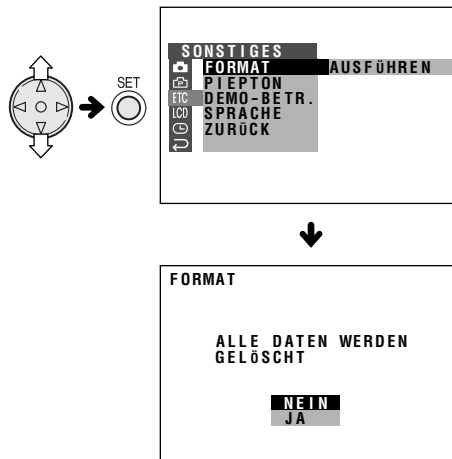 SET
SONSTIGES
FORMAT AUSFÜHREN
PIEPTON
ETC DEMO-BETR.
LCD SPRACHE
ZURÜCK
FORMAT
ALLE DATEN WERDEN
GELÖSCHT
NEIN
JA